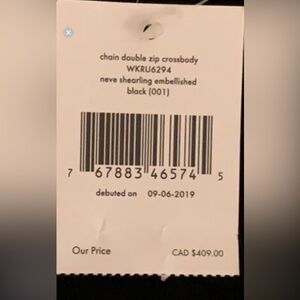 chain double zip crossbody
WKRU6294
neve shearling embellished
black (001)
7 67883 46574 5
debuted on 09-06-2019
Our Price CAD $409.00